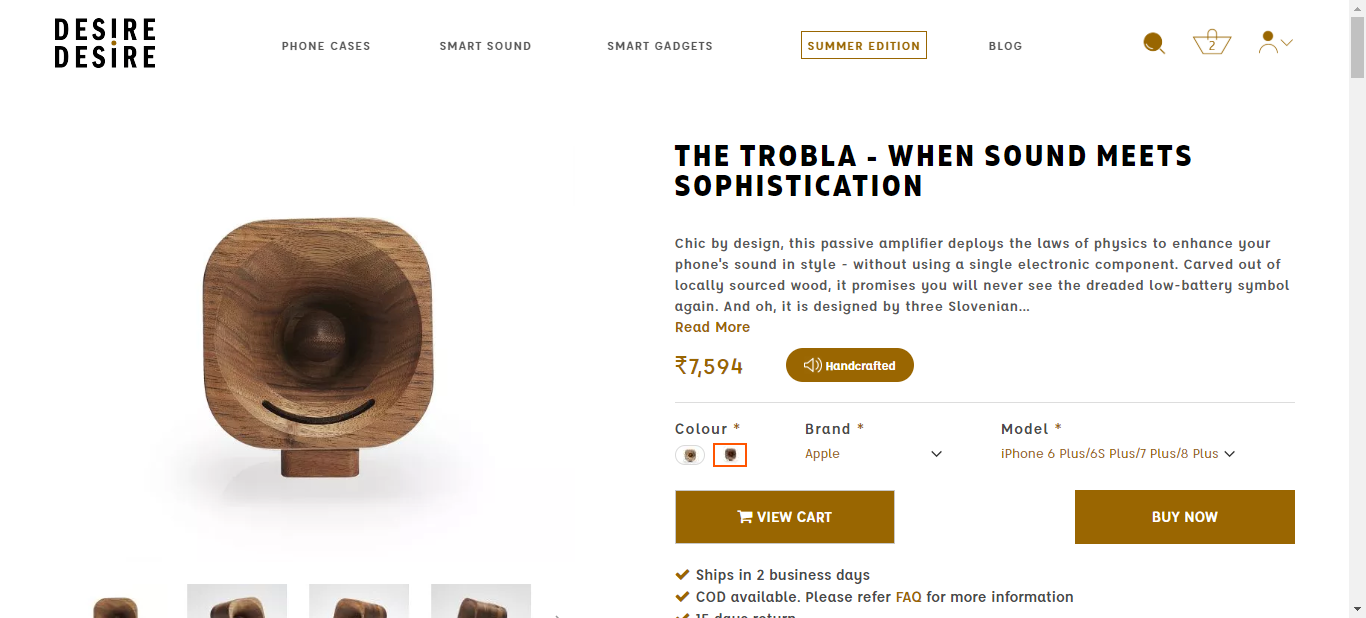 DESIRE
DESIRE
PHONE CASES
SMART SOUND
SMART GADGETS
SUMMER EDITION
BLOG
2
THE TROBLA - WHEN SOUND MEETS
SOPHISTICATION
Chic by design, this passive amplifier deploys the laws of physics to enhance your
phone's sound in style - without using a single electronic component. Carved out of
locally sourced wood, it promises you will never see the dreaded low-battery symbol
again. And oh, it is designed by three Slovenian...
Read More
₹7,594
Handcrafted
Colour *
Brand *
Model *
Apple
iPhone 6 Plus/6S Plus/7 Plus/8 Plus
VIEW CART
BUY NOW
Ships in 2 business days
COD available. Please refer FAQ for more information
15 days return